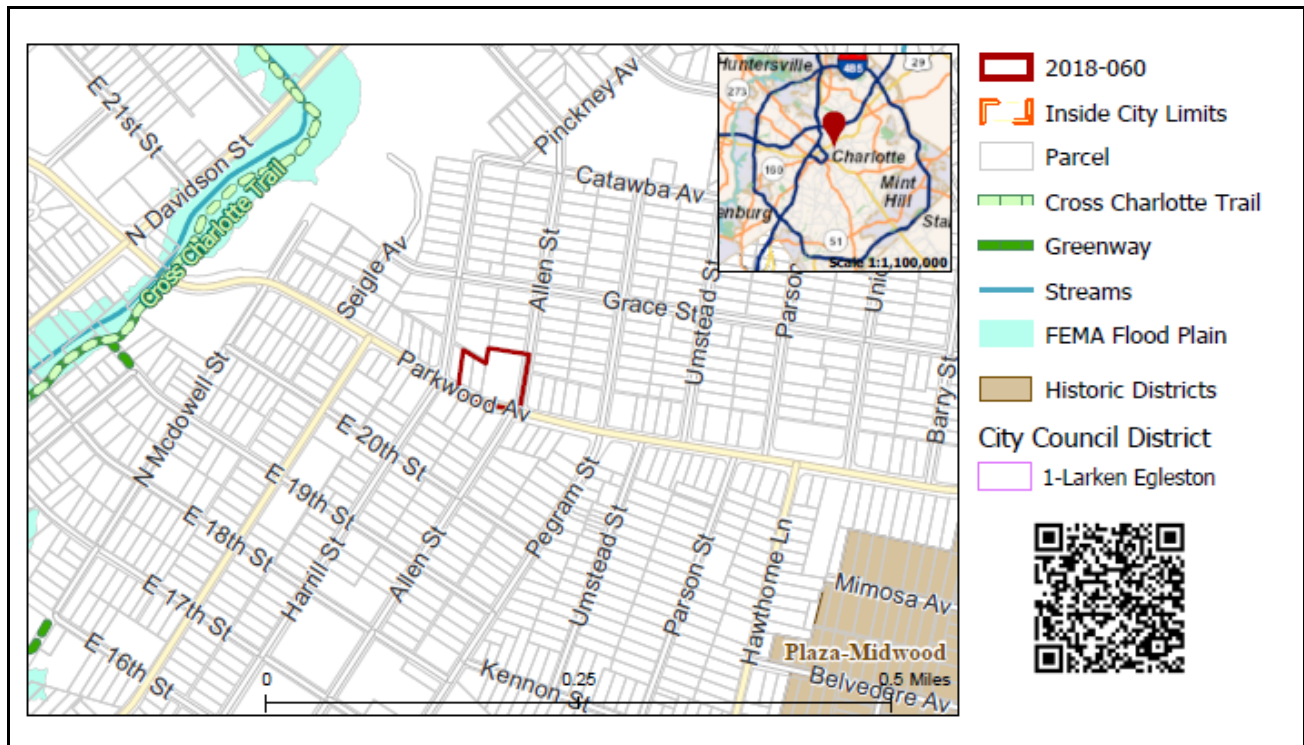 E 21st St
N Davidson St
Cross Charlotte Trail
Pinckney Av
Catawba Av
Seigle Av
Allen St
Grace St
Umstead St
Parson
Barry St
Parkwood Av
N Mcdowell St
E 20th St
E 19th St
E 18th St
E 17th St
E 16th St
Harrill St
Allen St
Pegram St
Umstead St
Parson St
Hawthorne Ln
Kennon St
Mimosa Av
Plaza-Midwood
Belvedere Av
0 0.25 0.5 Miles
Huntersville
485
29
273
Charlotte
Mint
Hill
enburg
51
Scale 1:1,100,000
2018-060
Inside City Limits
Parcel
Cross Charlotte Trail
Greenway
Streams
FEMA Flood Plain
Historic Districts
City Council District
1-Larken Egleston